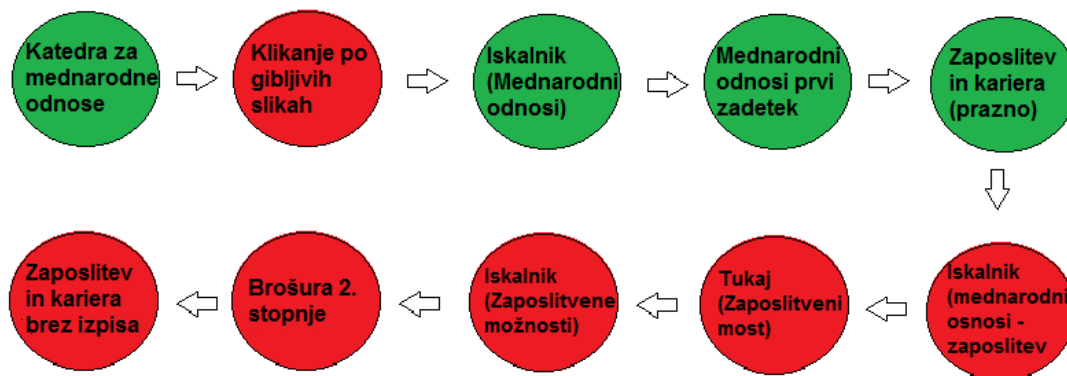 Katedra za
mednarodne
odnose
Klikanje po
gibljivih
slikah
Iskalnik
(Mednarodni
odnosi)
Mednarodni
odnosi prvi
zadetek
Zaposlitev
in kariera
(prazno)
Iskalnik
(mednarodni
osnosi -
zaposlitev
Tukaj
(Zaposlitveni
most)
Iskalnik
(Zaposlitvene
možnosti)
Brošura 2.
stopnje
Zaposlitev
in kariera
brez izpisa